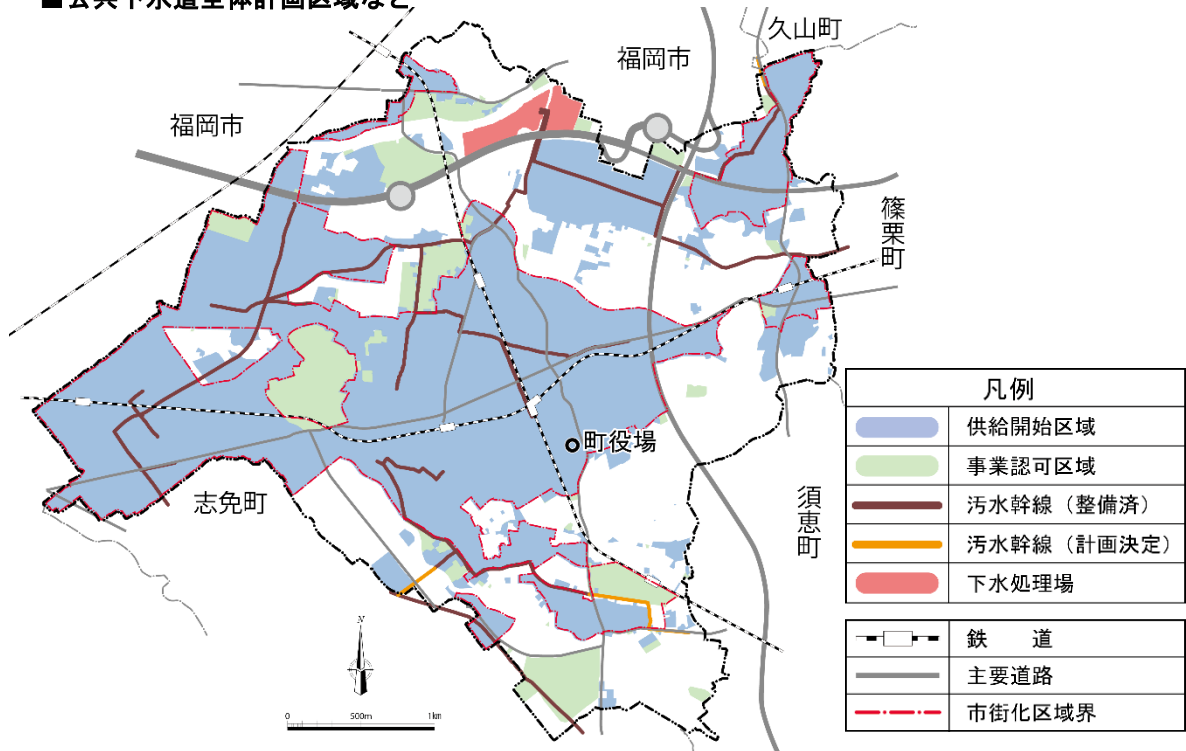 ■公共下水道全体計画区域など
久山町
福岡市
福岡市
篠栗町
町役場
志免町
須恵町
N
0 500m 1km
凡例
供給開始区域
事業認可区域
汚水幹線（整備済）
汚水幹線（計画決定）
下水処理場
鉄　道
主要道路
市街化区域界